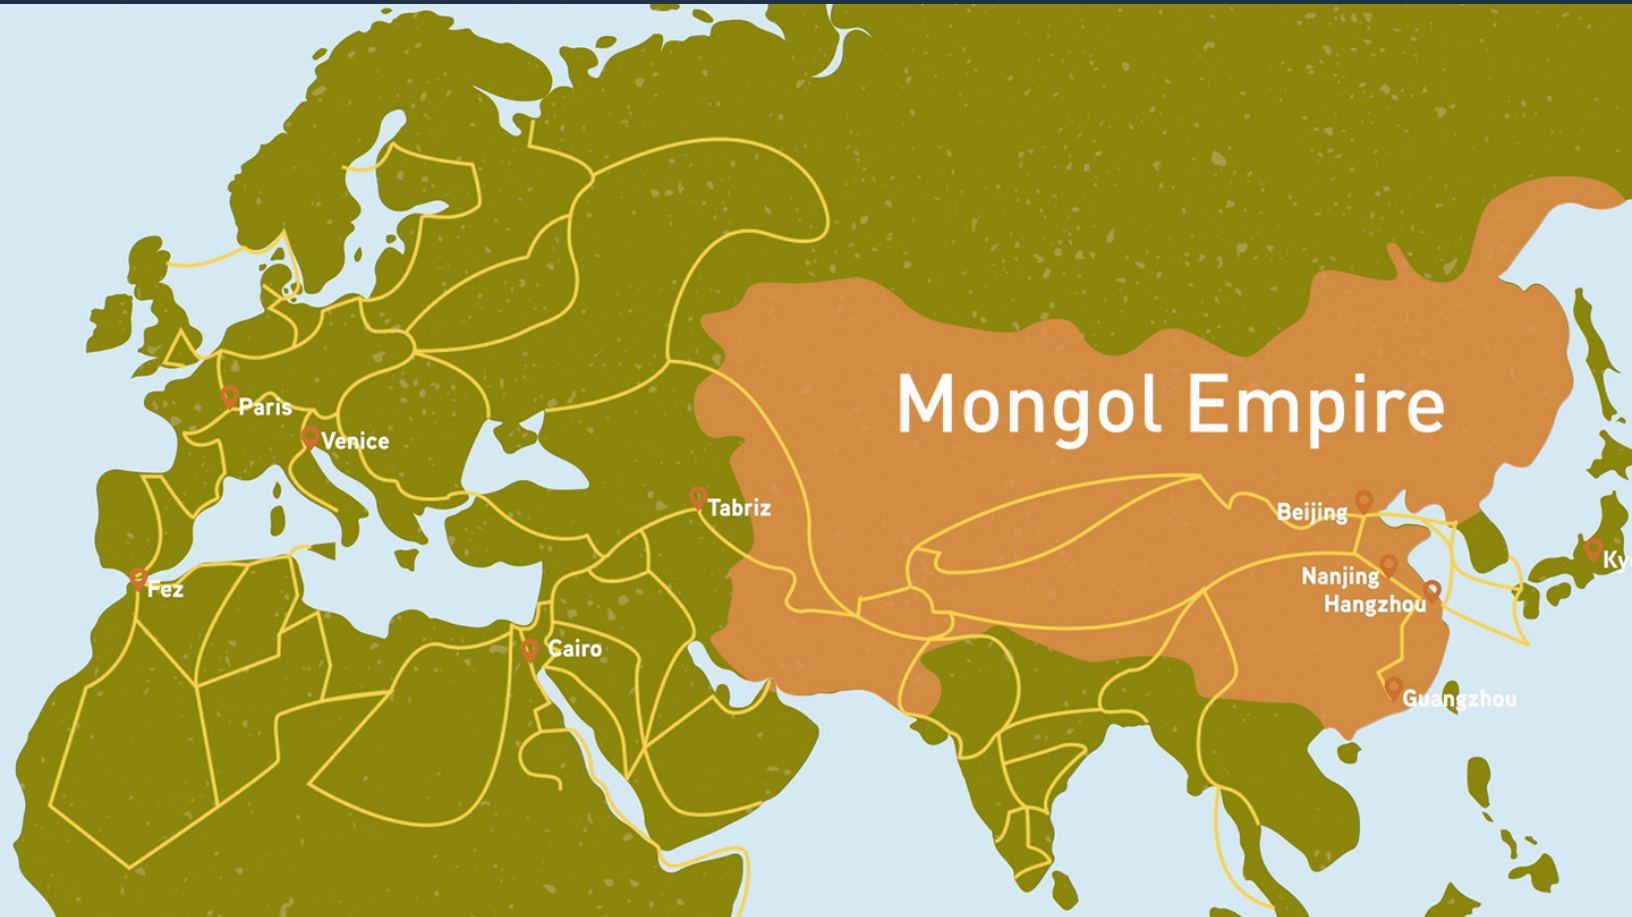 Mongol Empire
Paris
Venice
Tabriz
Beijing
Nanjing
Hangzhou
Fez
Cairo
Guangzhou